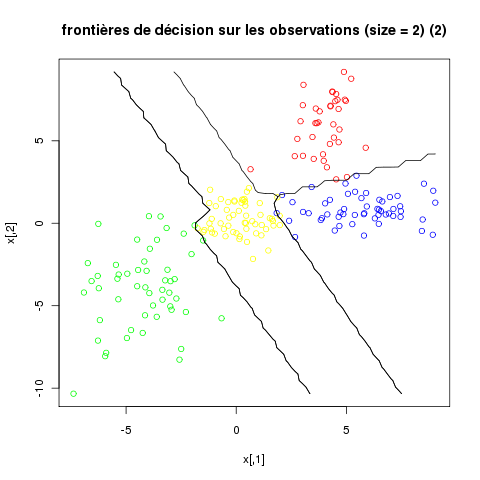 frontières de décision sur les observations (size = 2) (2)
5
0
-5
-10
x[,2]
-5
0
5
x[,1]